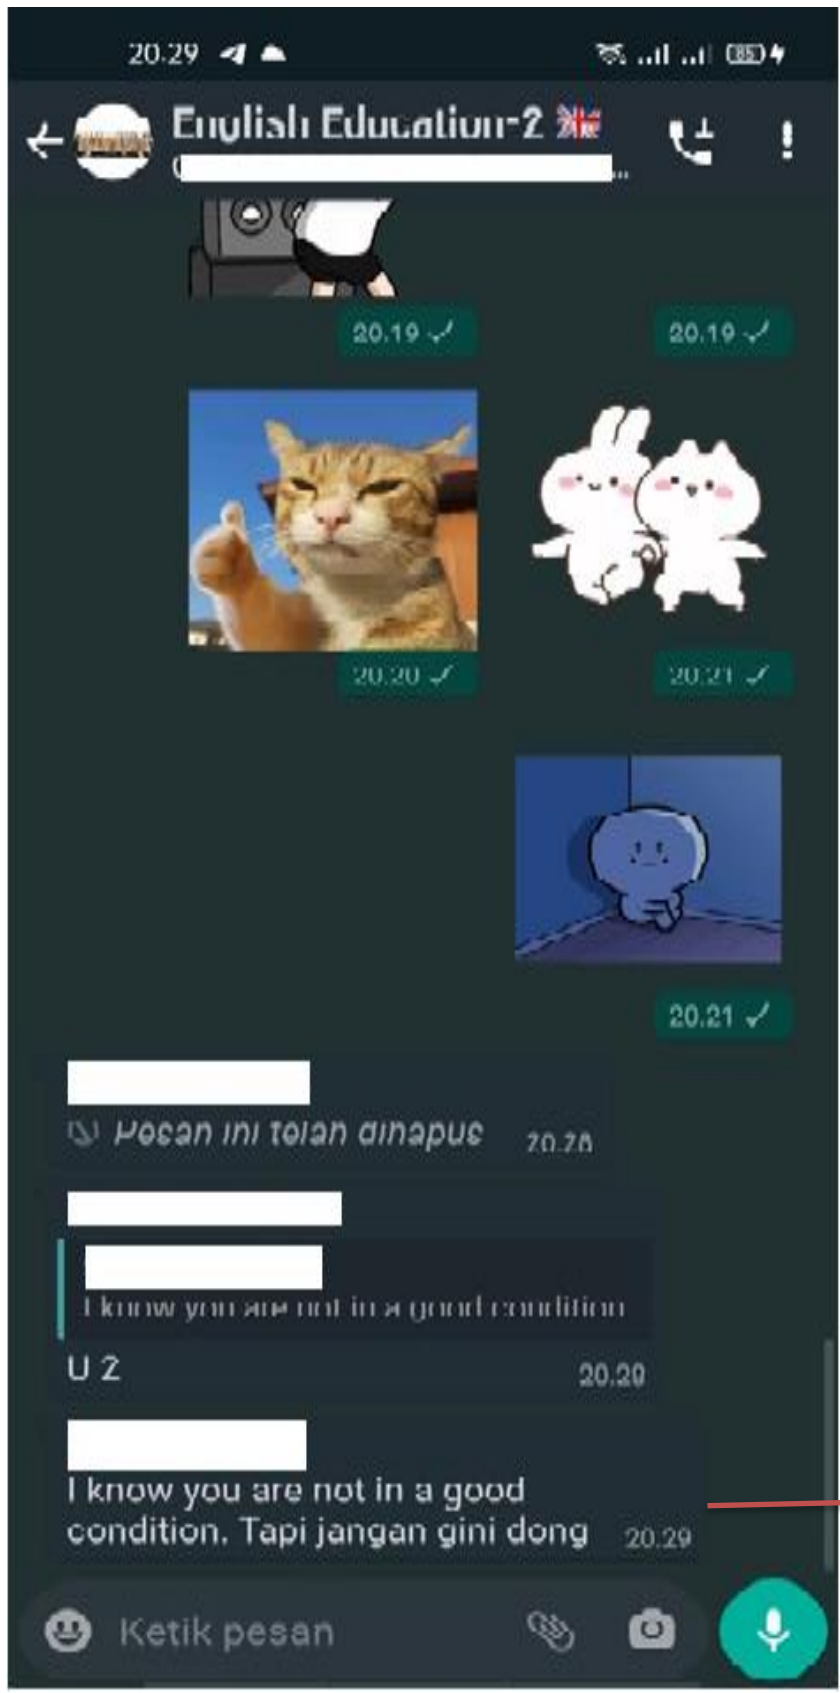 20.29
85
English Education-2
20.19
20.19
20.20
20.21
20.21
Pesan ini telah dihapus 20.28
I know you are not in a good condition
U 2 20.29
I know you are not in a good
condition. Tapi jangan gini dong 20.29
Ketik pesan